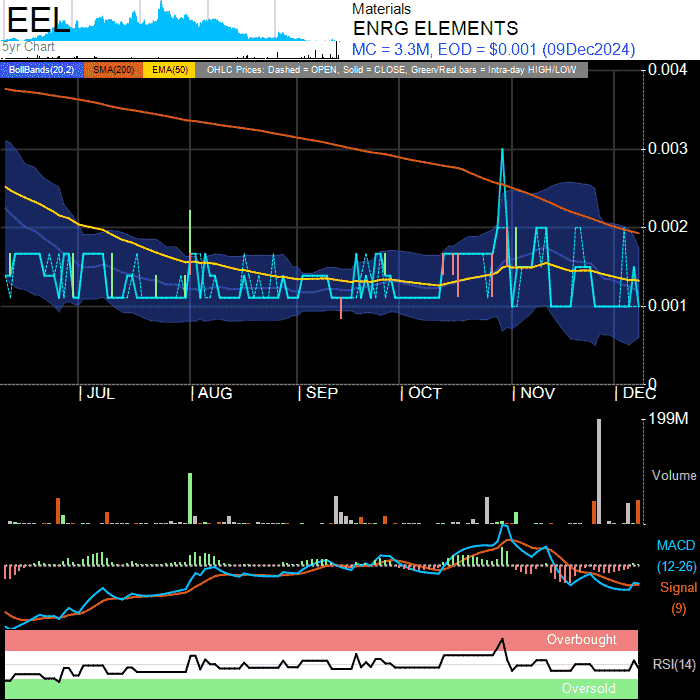 EEL
5yr Chart
Materials
ENRG ELEMENTS
MC = 3.3M, EOD = $0.001 (09Dec2024)
BollBands(20,2) SMA(200) EMA(50) OHLC Prices: Dashed = OPEN, Solid = CLOSE, Green/Red bars = Intra-day HIGH/LOW
0.004
0.003
0.002
0.001
0
JUL AUG SEP OCT NOV DEC
199M
Volume
MACD
(12-26)
Signal
(9)
Overbought
RSI(14)
Oversold